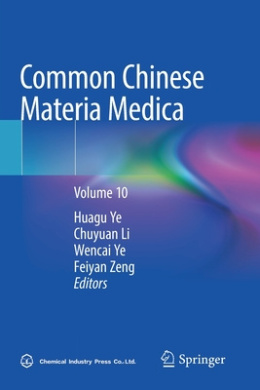 Common Chinese
Materia Medica
Volume 10
Huagu Ye
Chuyuan Li
Wencai Ye
Feiyan Zeng
Editors
Chemical Industry Press Co.,Ltd.
Springer